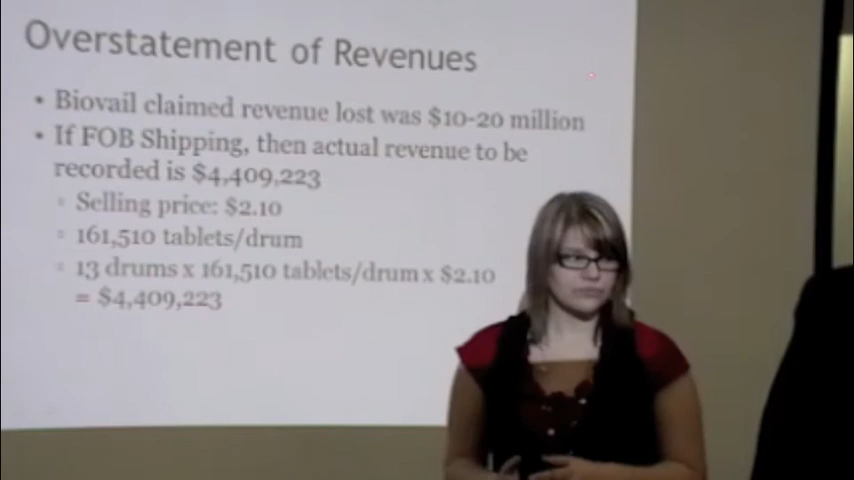 Overstatement of Revenues
• Biovail claimed revenue lost was $10-20 million
• If FOB Shipping, then actual revenue to be
recorded is $4,409,223
▫ Selling price: $2.10
▫ 161,510 tablets/drum
▫ 13 drums x 161,510 tablets/drum x $2.10
= $4,409,223